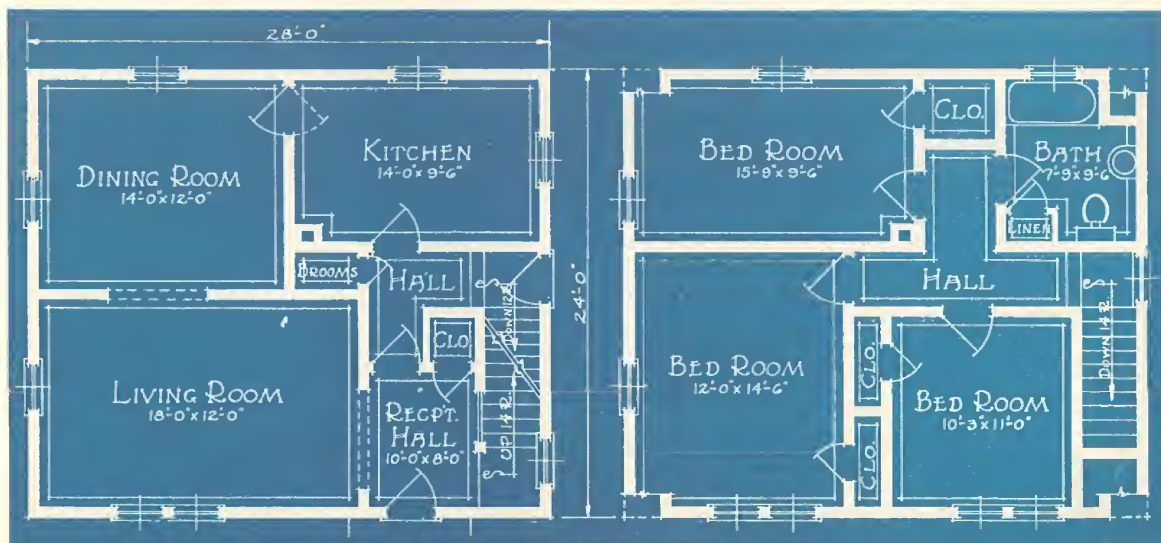 28'-0"
DINING ROOM
14'-0" x 12'-0"
KITCHEN
14'-0" x 9'-6"
BROOMS
HALL
DOWN 12 R.
24'-0"
CLO.
LIVING ROOM
18'-0" x 12'-0"
RECPT.
HALL
10'-0" x 8'-0"
UP 14 R.
BED ROOM
15'-9" x 9'-6"
CLO.
BATH
7'-9" x 9'-6"
LINEN
HALL
BED ROOM
12'-0" x 14'-6"
CLO.
CLO.
BED ROOM
10'-3" x 11'-0"
DOWN 14 R.